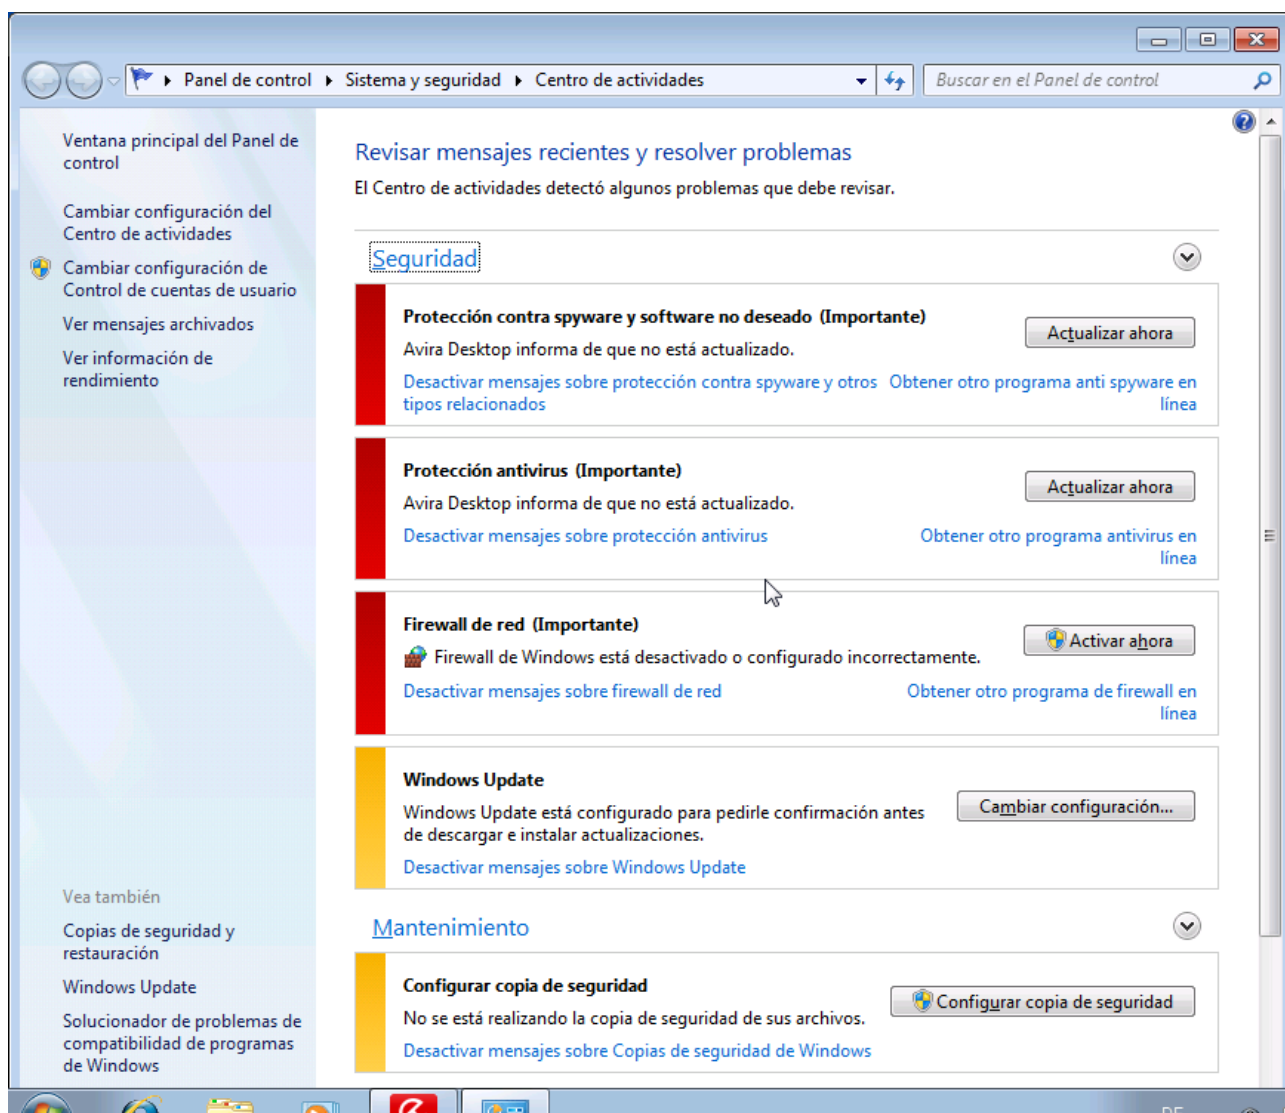 Panel de control ▸ Sistema y seguridad ▸ Centro de actividades
Buscar en el Panel de control
Ventana principal del Panel de
control
Cambiar configuración del
Centro de actividades
Cambiar configuración de
Control de cuentas de usuario
Ver mensajes archivados
Ver información de
rendimiento
Revisar mensajes recientes y resolver problemas
El Centro de actividades detectó algunos problemas que debe revisar.
Seguridad
Protección contra spyware y software no deseado (Importante)
Actualizar ahora
Avira Desktop informa de que no está actualizado.
Desactivar mensajes sobre protección contra spyware y otros
tipos relacionados
Obtener otro programa anti spyware en
línea
Protección antivirus (Importante)
Actualizar ahora
Avira Desktop informa de que no está actualizado.
Desactivar mensajes sobre protección antivirus
Obtener otro programa antivirus en
línea
Firewall de red (Importante)
Activar ahora
Firewall de Windows está desactivado o configurado incorrectamente.
Desactivar mensajes sobre firewall de red
Obtener otro programa de firewall en
línea
Windows Update
Cambiar configuración...
Windows Update está configurado para pedirle confirmación antes
de descargar e instalar actualizaciones.
Desactivar mensajes sobre Windows Update
Mantenimiento
Configurar copia de seguridad
Configurar copia de seguridad
No se está realizando la copia de seguridad de sus archivos.
Desactivar mensajes sobre Copias de seguridad de Windows
Vea también
Copias de seguridad y
restauración
Windows Update
Solucionador de problemas de
compatibilidad de programas
de Windows